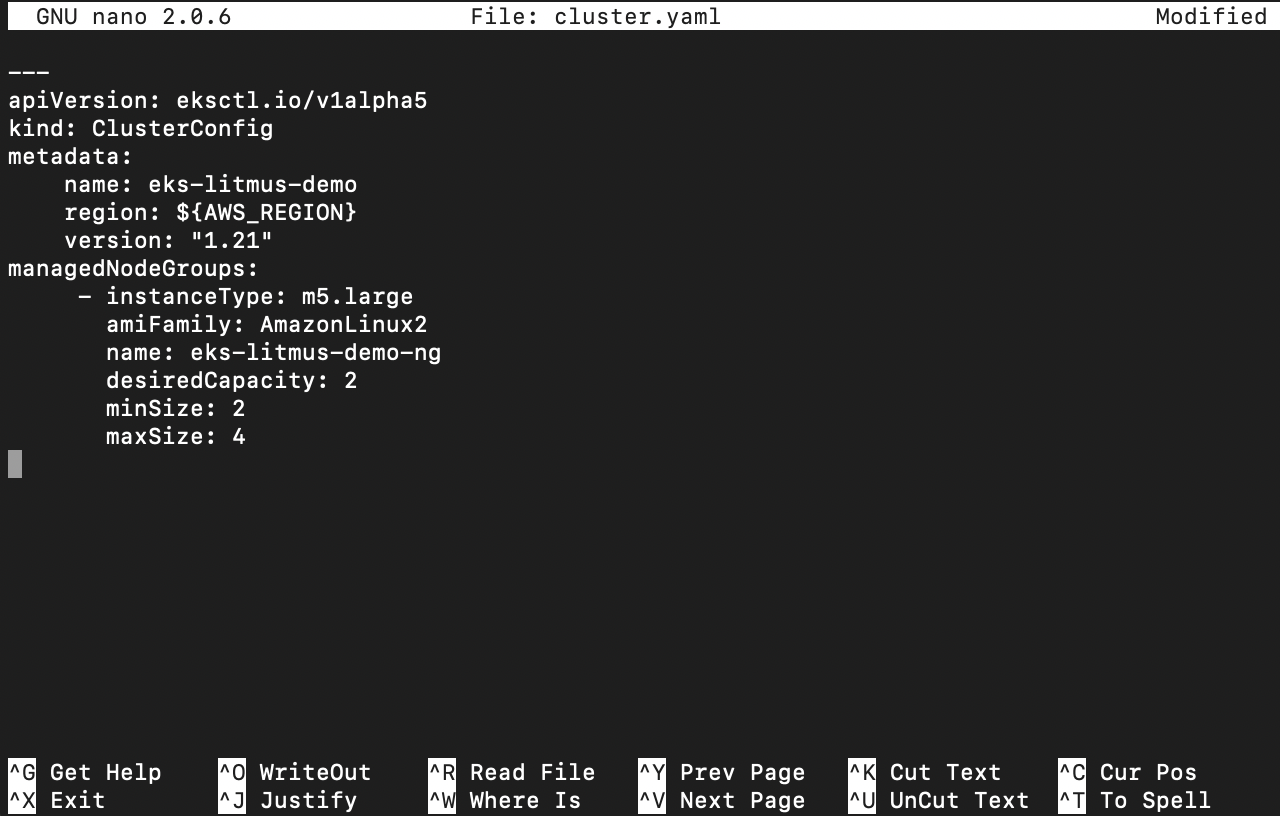 GNU nano 2.0.6 File: cluster.yaml Modified
---
apiVersion: eksctl.io/v1alpha5
kind: ClusterConfig
metadata:
    name: eks-litmus-demo
    region: ${AWS_REGION}
    version: "1.21"
managedNodeGroups:
     - instanceType: m5.large
       amiFamily: AmazonLinux2
       name: eks-litmus-demo-ng
       desiredCapacity: 2
       minSize: 2
       maxSize: 4
^G Get Help ^O WriteOut ^R Read File ^Y Prev Page ^K Cut Text ^C Cur Pos
^X Exit ^J Justify ^W Where Is ^V Next Page ^U UnCut Text ^T To Spell